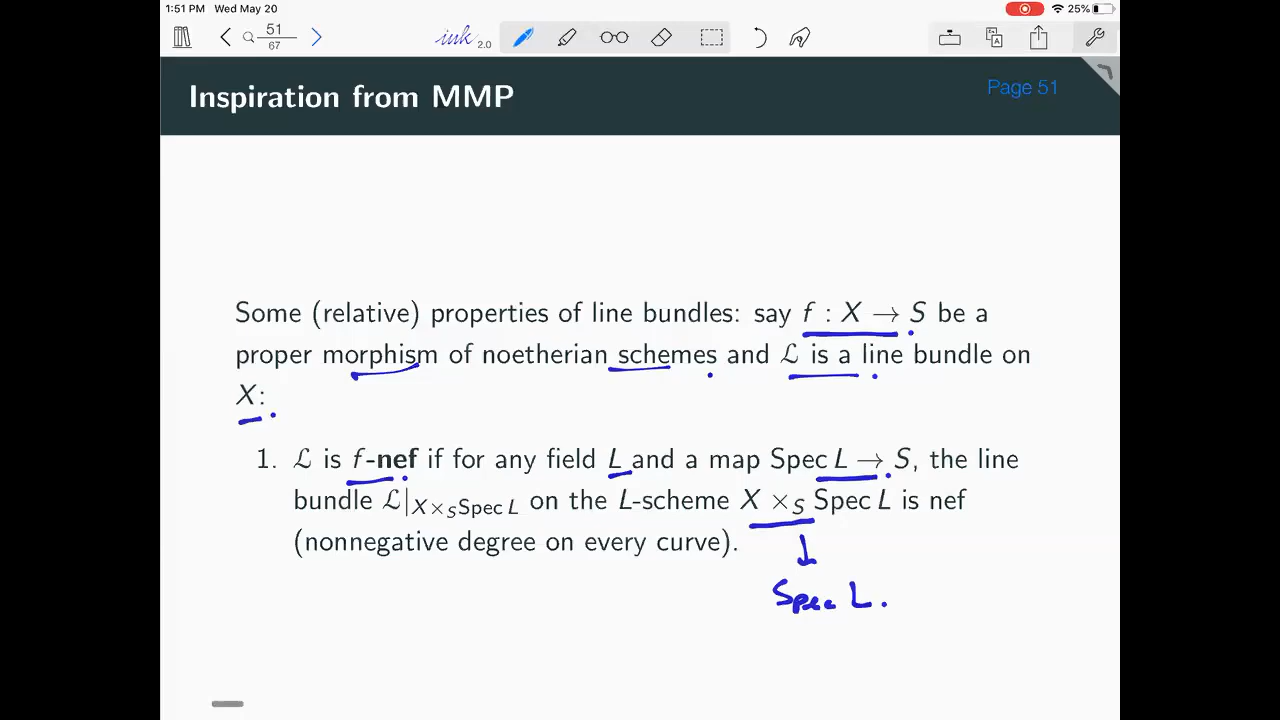 1:51 PM Wed May 20
25%
51
67
ink 2.0
Inspiration from MMP
Page 51
Some (relative) properties of line bundles: say f : X → S be a
proper morphism of noetherian schemes and ℒ is a line bundle on
X:
1. ℒ is f-nef if for any field L and a map Spec L → S, the line
bundle ℒ|_{X×_S Spec L} on the L-scheme X ×_S Spec L is nef
(nonnegative degree on every curve).
↓
Spec L.